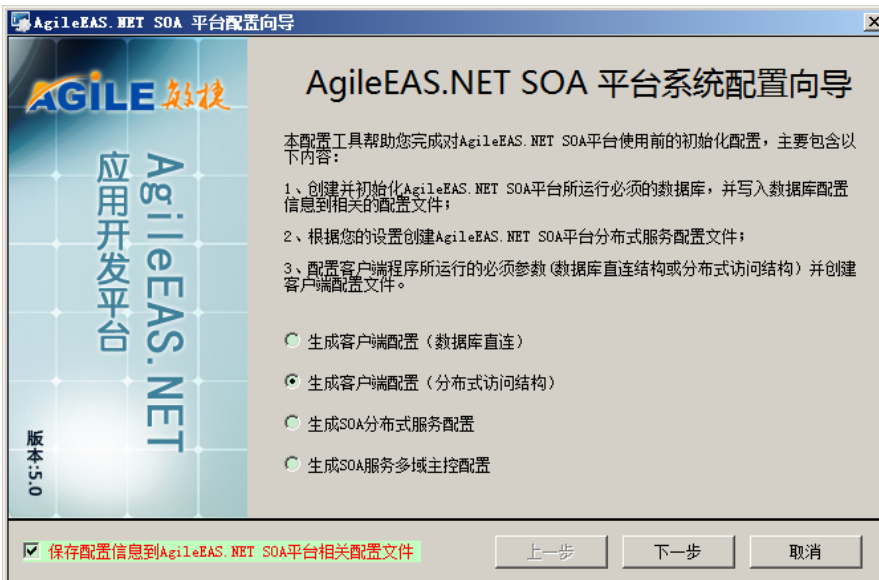 AgileEAS.NET SOA 平台配置向导
AGiLE 敏捷
AgileEAS.NET
应用开发平台
版本:5.0
AgileEAS.NET SOA 平台系统配置向导
本配置工具帮助您完成对AgileEAS.NET SOA平台使用前的初始化配置，主要包含以
下内容：
1、创建并初始化AgileEAS.NET SOA平台所运行必须的数据库，并写入数据库配置
信息到相关的配置文件；
2、根据您的设置创建AgileEAS.NET SOA平台分布式服务配置文件；
3、配置客户端程序所运行的必须参数(数据库直连结构或分布式访问结构）并创建
客户端配置文件。
生成客户端配置（数据库直连）
生成客户端配置（分布式访问结构）
生成SOA分布式服务配置
生成SOA服务多域主控配置
保存配置信息到AgileEAS.NET SOA平台相关配置文件
上一步
下一步
取消